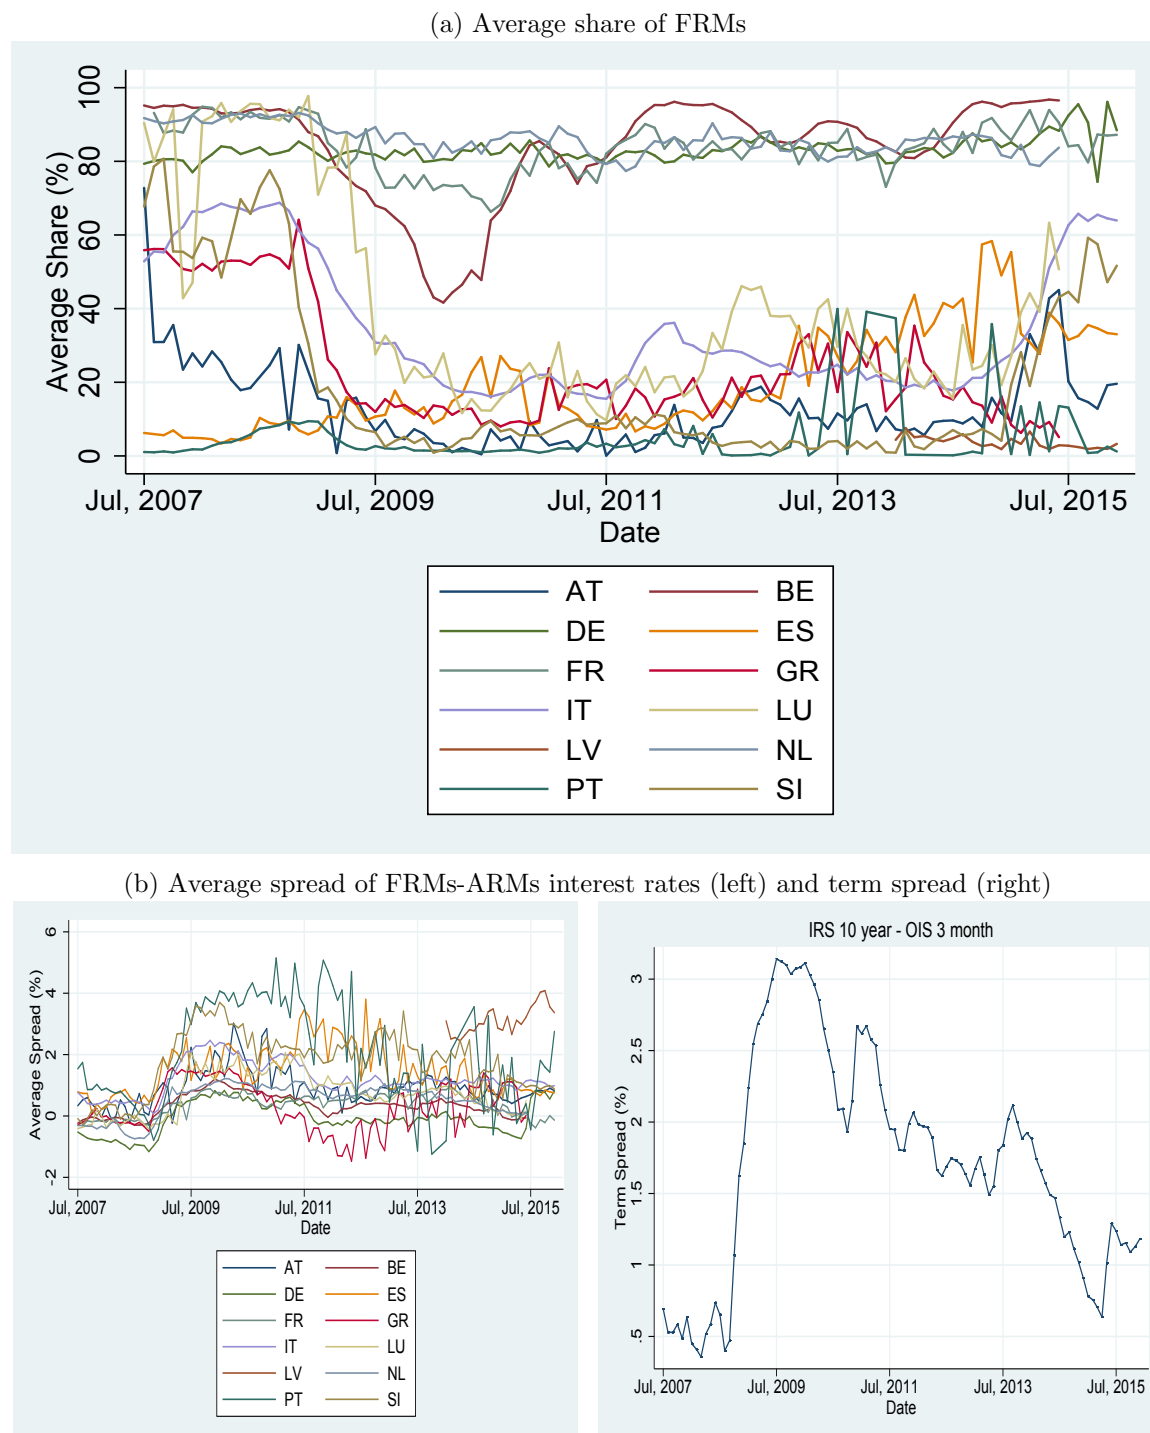 (a) Average share of FRMs
Average Share (%)
100
80
60
40
20
0
Jul, 2007 Jul, 2009 Jul, 2011 Jul, 2013 Jul, 2015
Date
AT BE
DE ES
FR GR
IT LU
LV NL
PT SI
(b) Average spread of FRMs-ARMs interest rates (left) and term spread (right)
Average Spread (%)
6
4
2
0
-2
Jul, 2007 Jul, 2009 Jul, 2011 Jul, 2013 Jul, 2015
Date
AT BE
DE ES
FR GR
IT LU
LV NL
PT SI
IRS 10 year - OIS 3 month
Term Spread (%)
3
2.5
2
1.5
1
.5
Jul, 2007 Jul, 2009 Jul, 2011 Jul, 2013 Jul, 2015
Date